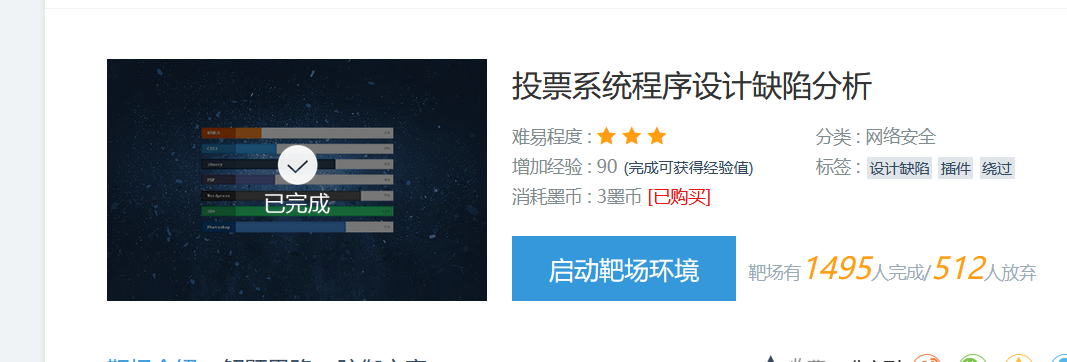 投票系统程序设计缺陷分析
难易程度 :
分类 : 网络安全
增加经验 : 90 (完成可获得经验值)
标签 : 设计缺陷 插件 绕过
消耗墨币 : 3墨币 [已购买]
已完成
Photoshop
启动靶场环境
靶场有1495人完成/512人放弃